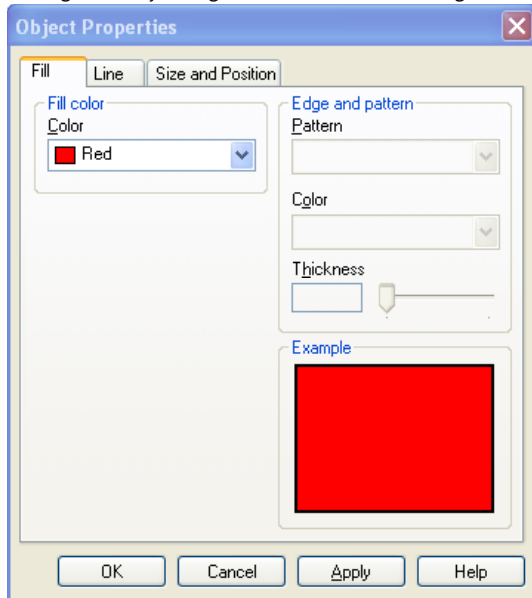 Object Properties
Fill Line Size and Position
Fill color
Color
Red
Edge and pattern
Pattern
Color
Thickness
Example
OK Cancel Apply Help